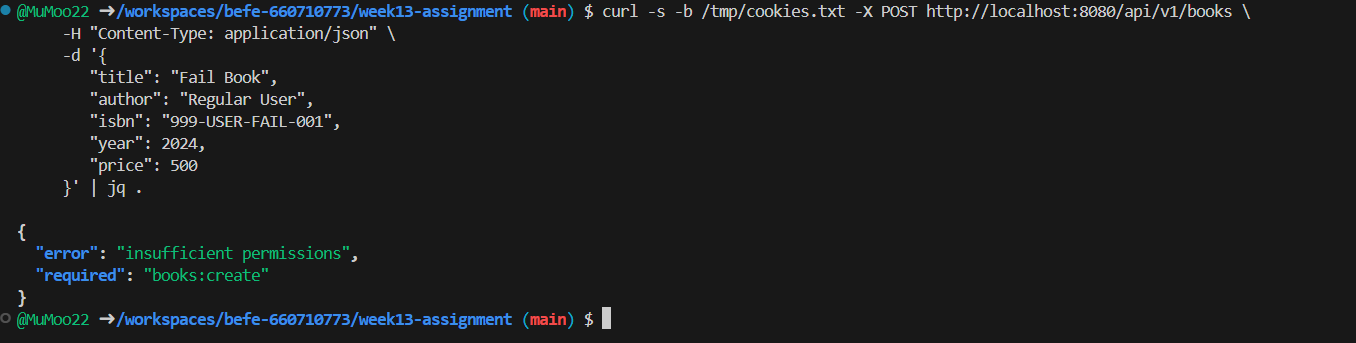 @MuMoo22 ➜/workspaces/befe-660710773/week13-assignment (main) $ curl -s -b /tmp/cookies.txt -X POST http://localhost:8080/api/v1/books \
-H "Content-Type: application/json" \
-d '{
"title": "Fail Book",
"author": "Regular User",
"isbn": "999-USER-FAIL-001",
"year": 2024,
"price": 500
}' | jq .
{
"error": "insufficient permissions",
"required": "books:create"
}
@MuMoo22 ➜/workspaces/befe-660710773/week13-assignment (main) $